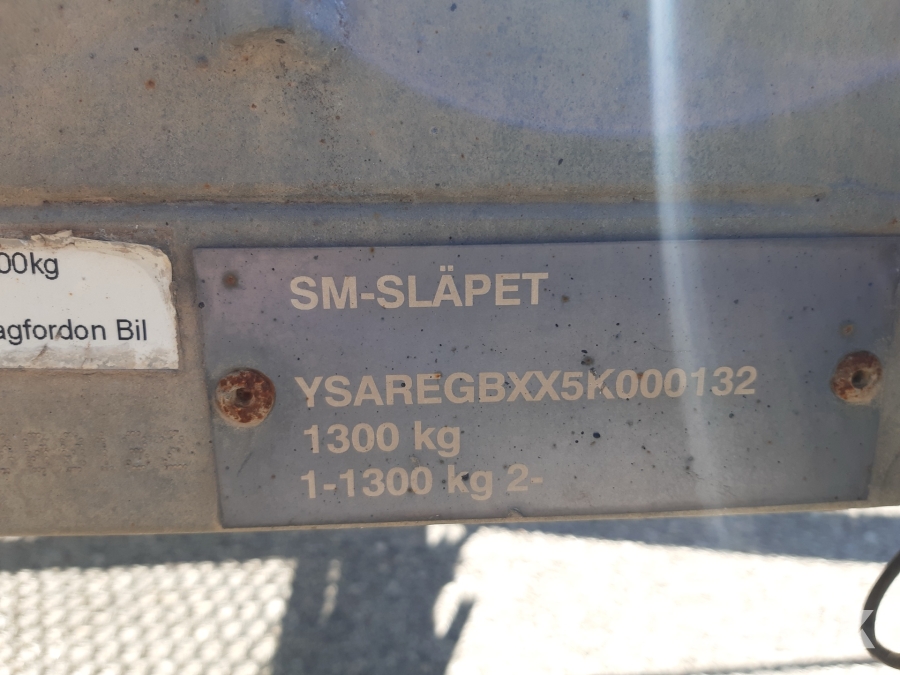 00kg
agfordon Bil
SM-SLÄPET
YSAREGBXX5K000132
1300 kg
1-1300 kg 2-
K